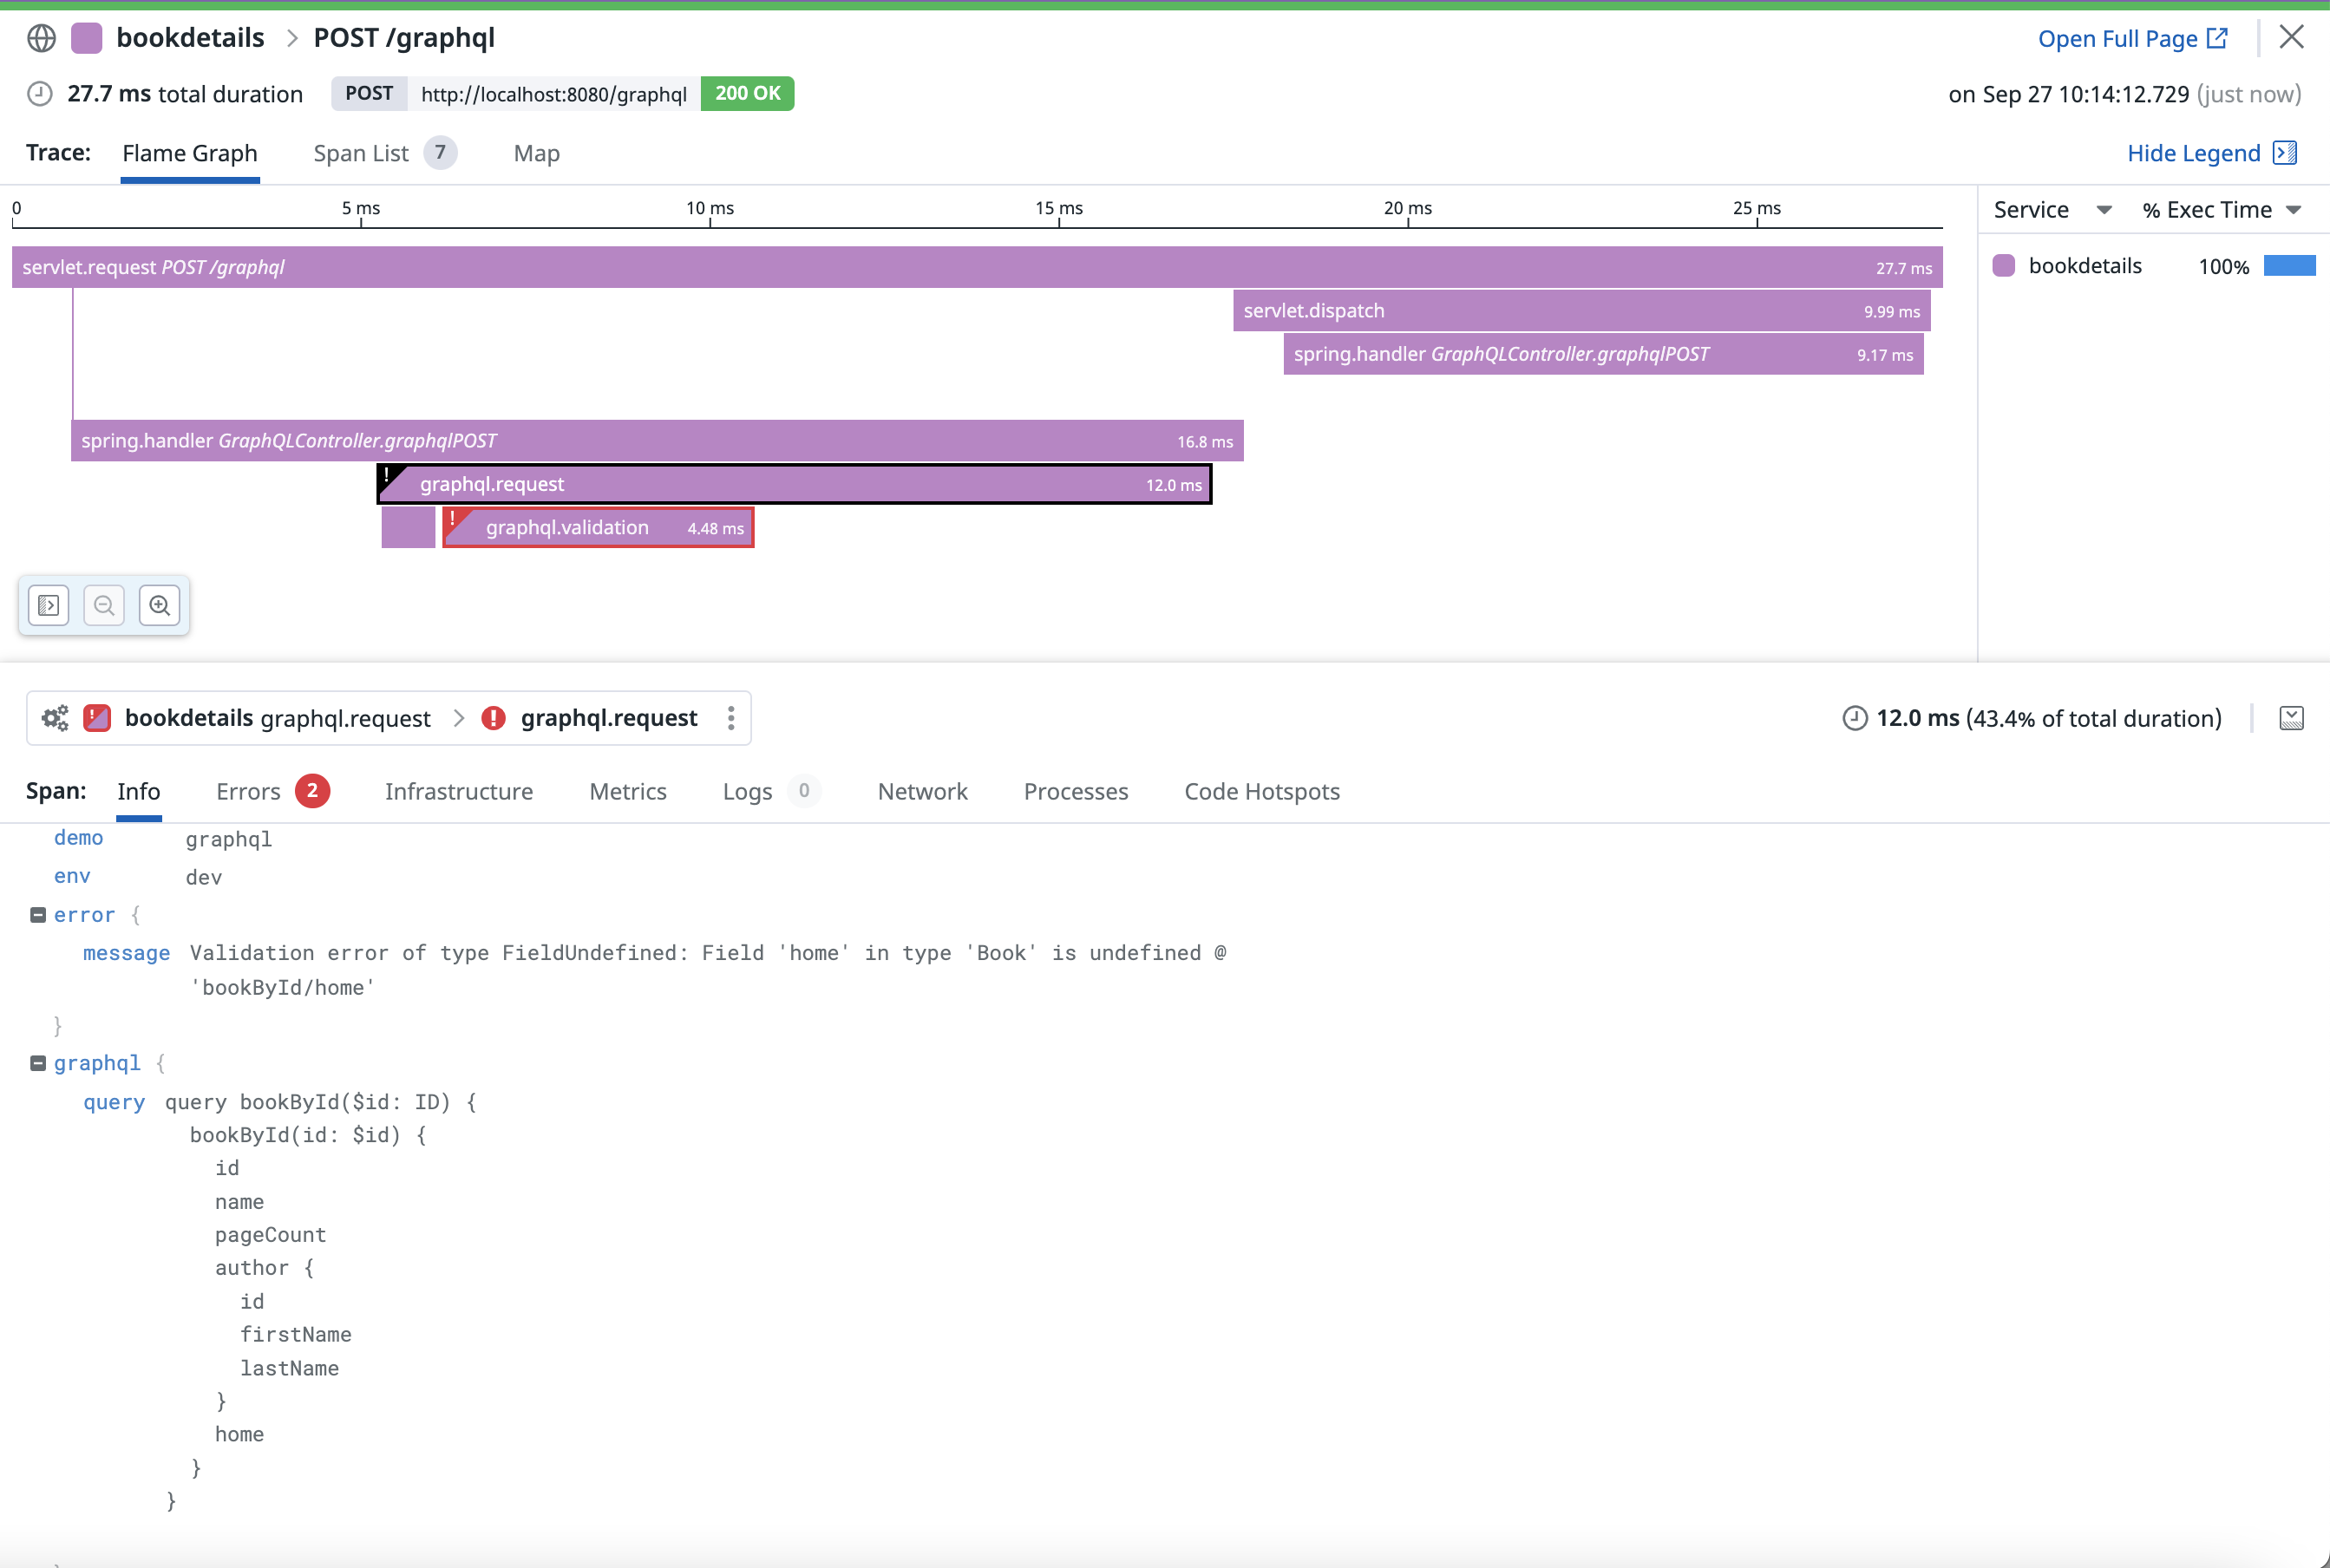 bookdetails > POST /graphql
Open Full Page
27.7 ms total duration POST http://localhost:8080/graphql 200 OK
on Sep 27 10:14:12.729 (just now)
Trace: Flame Graph Span List 7 Map
Hide Legend
0 5 ms 10 ms 15 ms 20 ms 25 ms
Service % Exec Time
servlet.request POST /graphql 27.7 ms
bookdetails 100%
servlet.dispatch 9.99 ms
spring.handler GraphQLController.graphqlPOST 9.17 ms
spring.handler GraphQLController.graphqlPOST 16.8 ms
! graphql.request 12.0 ms
! graphql.validation 4.48 ms
bookdetails graphql.request > ! graphql.request
12.0 ms (43.4% of total duration)
Span: Info Errors 2 Infrastructure Metrics Logs 0 Network Processes Code Hotspots
demo graphql
env dev
error {
message Validation error of type FieldUndefined: Field 'home' in type 'Book' is undefined @
'bookById/home'
}
graphql {
query query bookById($id: ID) {
bookById(id: $id) {
id
name
pageCount
author {
id
firstName
lastName
}
home
}
}